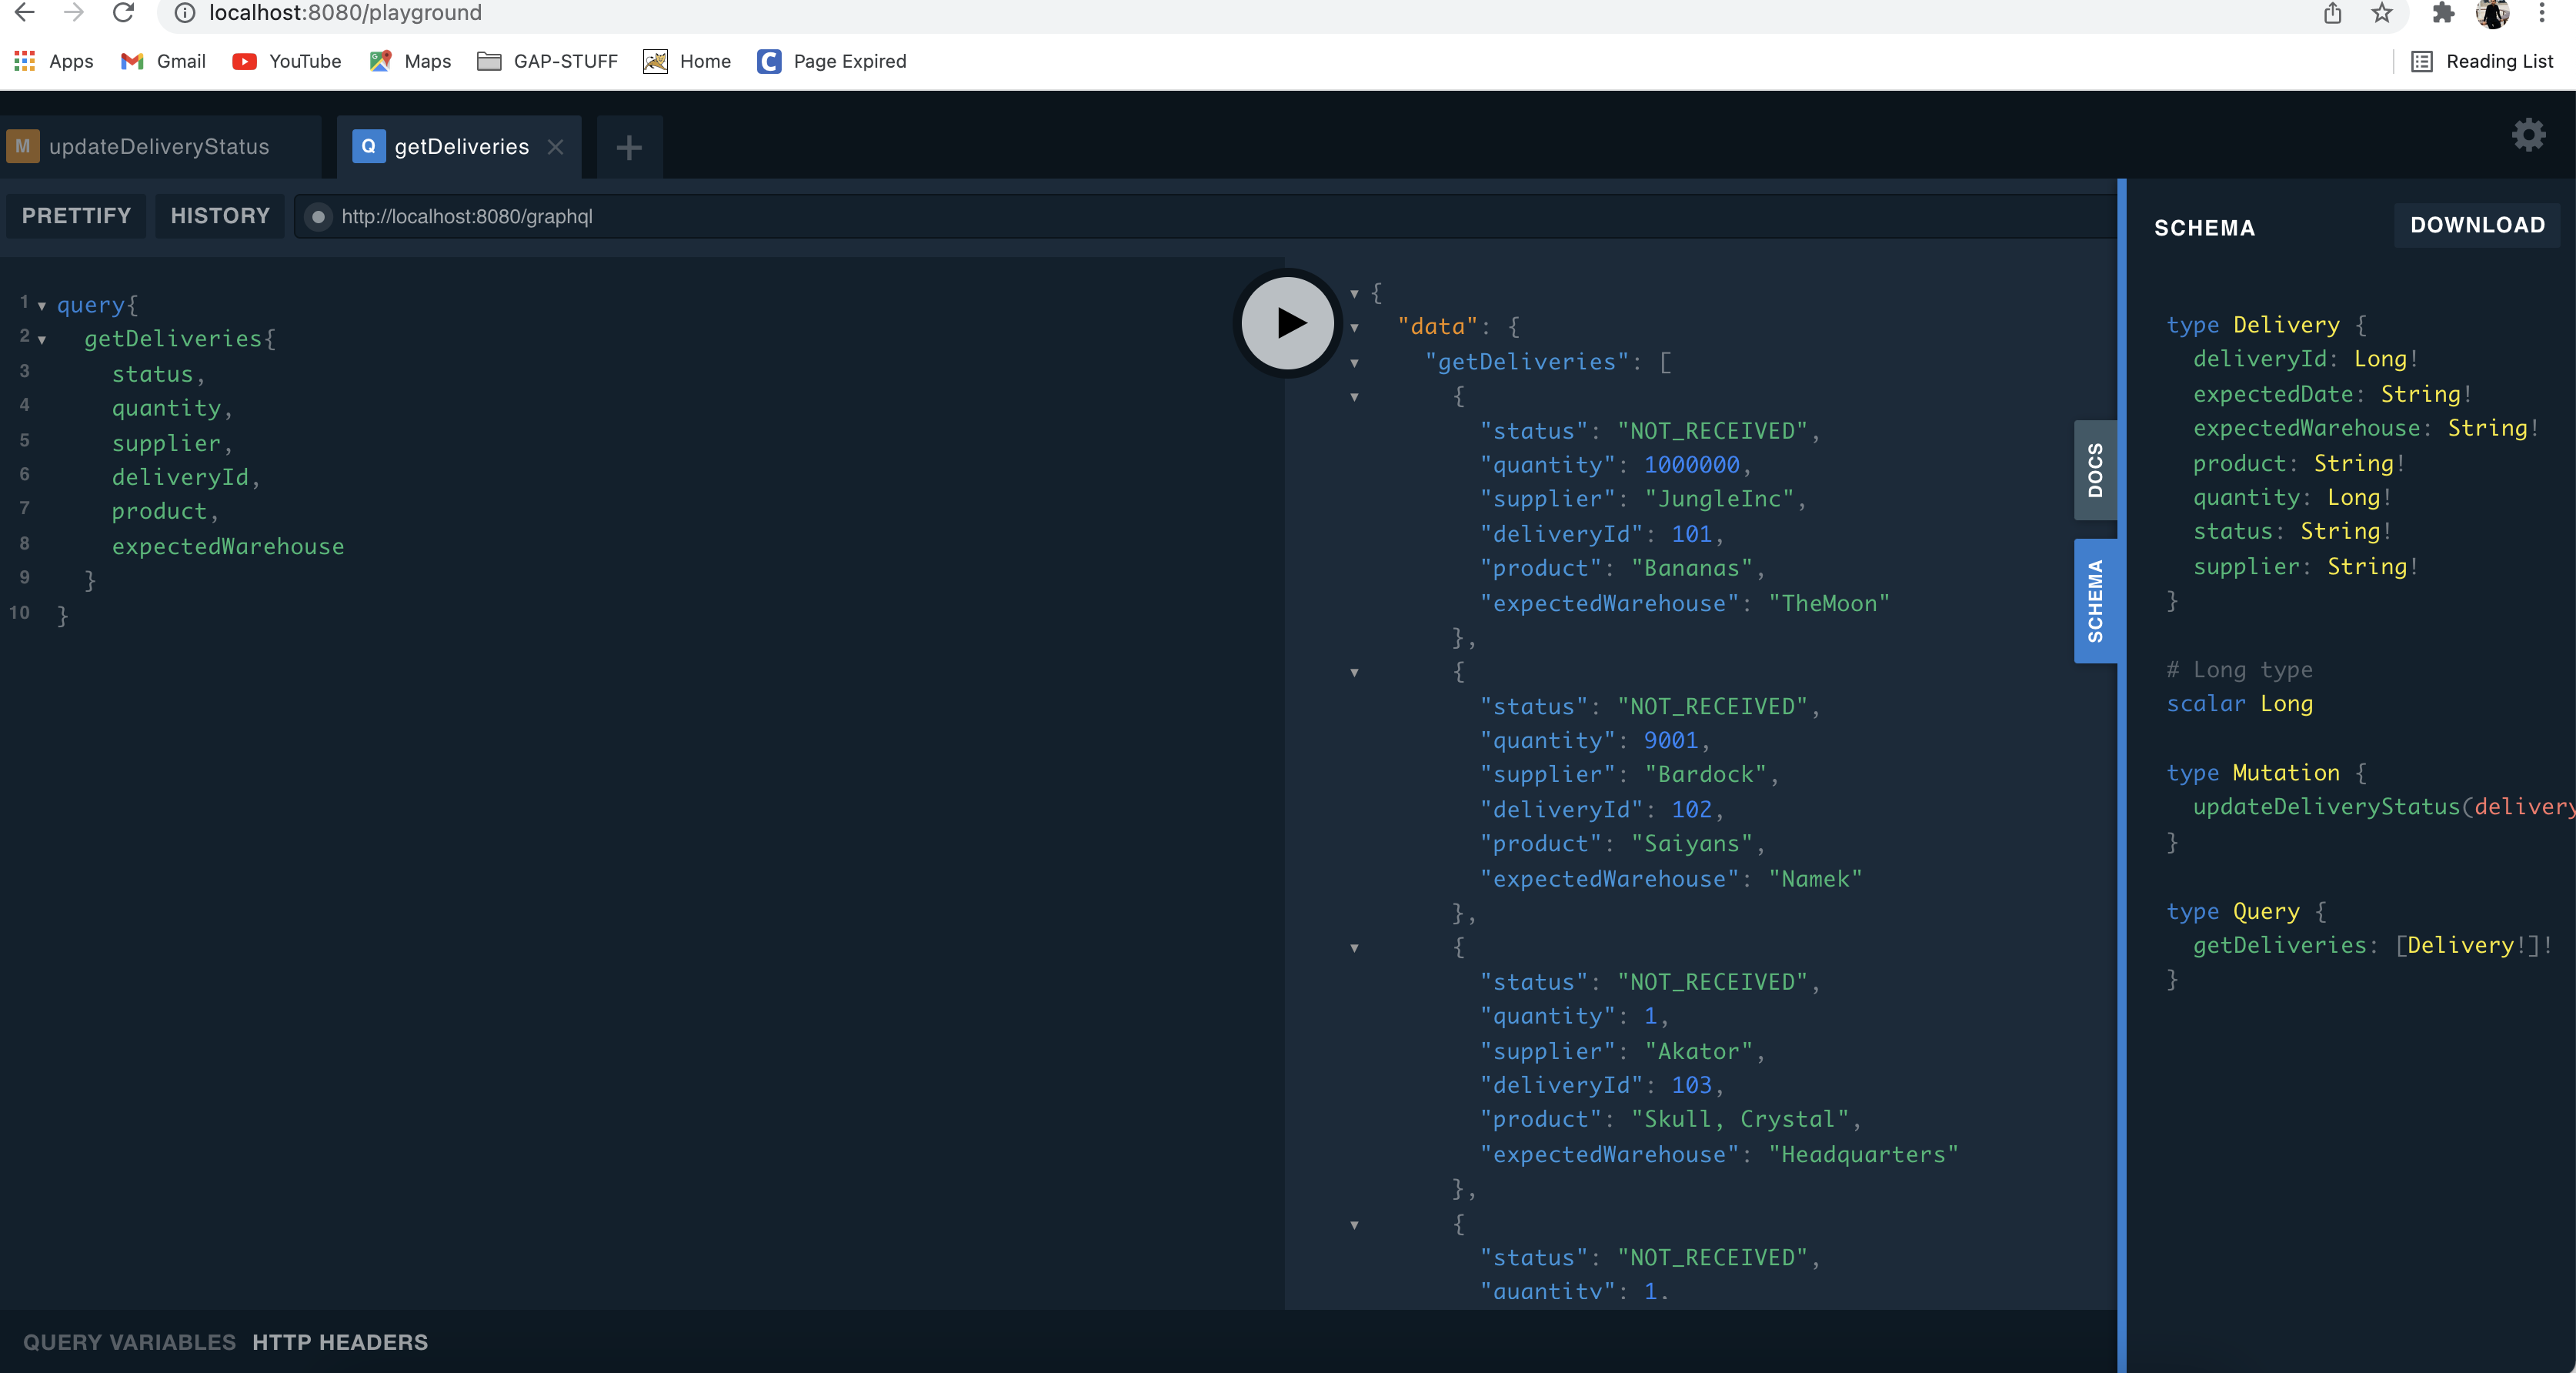 localhost:8080/playground
Apps Gmail YouTube Maps GAP-STUFF Home C Page Expired Reading List
M updateDeliveryStatus Q getDeliveries
PRETTIFY HISTORY http://localhost:8080/graphql
1 query{
2 getDeliveries{
3 status,
4 quantity,
5 supplier,
6 deliveryId,
7 product,
8 expectedWarehouse
9 }
10 }
{
"data": {
"getDeliveries": [
{
"status": "NOT_RECEIVED",
"quantity": 1000000,
"supplier": "JungleInc",
"deliveryId": 101,
"product": "Bananas",
"expectedWarehouse": "TheMoon"
},
{
"status": "NOT_RECEIVED",
"quantity": 9001,
"supplier": "Bardock",
"deliveryId": 102,
"product": "Saiyans",
"expectedWarehouse": "Namek"
},
{
"status": "NOT_RECEIVED",
"quantity": 1,
"supplier": "Akator",
"deliveryId": 103,
"product": "Skull, Crystal",
"expectedWarehouse": "Headquarters"
},
{
"status": "NOT_RECEIVED",
"quantity": 1,
DOCS
SCHEMA
SCHEMA DOWNLOAD
type Delivery {
deliveryId: Long!
expectedDate: String!
expectedWarehouse: String!
product: String!
quantity: Long!
status: String!
supplier: String!
}
# Long type
scalar Long
type Mutation {
updateDeliveryStatus(delivery
}
type Query {
getDeliveries: [Delivery!]!
}
QUERY VARIABLES HTTP HEADERS